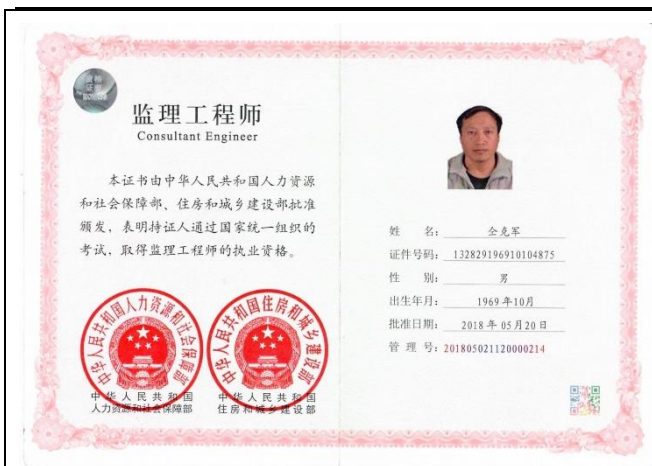 监理工程师
Consultant Engineer
本证书由中华人民共和国人力资源
和社会保障部、住房和城乡建设部批准
颁发，表明持证人通过国家统一组织的
考试，取得监理工程师的执业资格。
中华人民共和国人力资源和社会保障部
中华人民共和国住房和城乡建设部
中华人民共和国
人力资源和社会保障部
中华人民共和国
住房和城乡建设部
姓 名：仝克军
证件号码：132829196910104875
性 别：男
出生年月：1969年10月
批准日期：2018年05月20日
管 理 号：201805021120000214